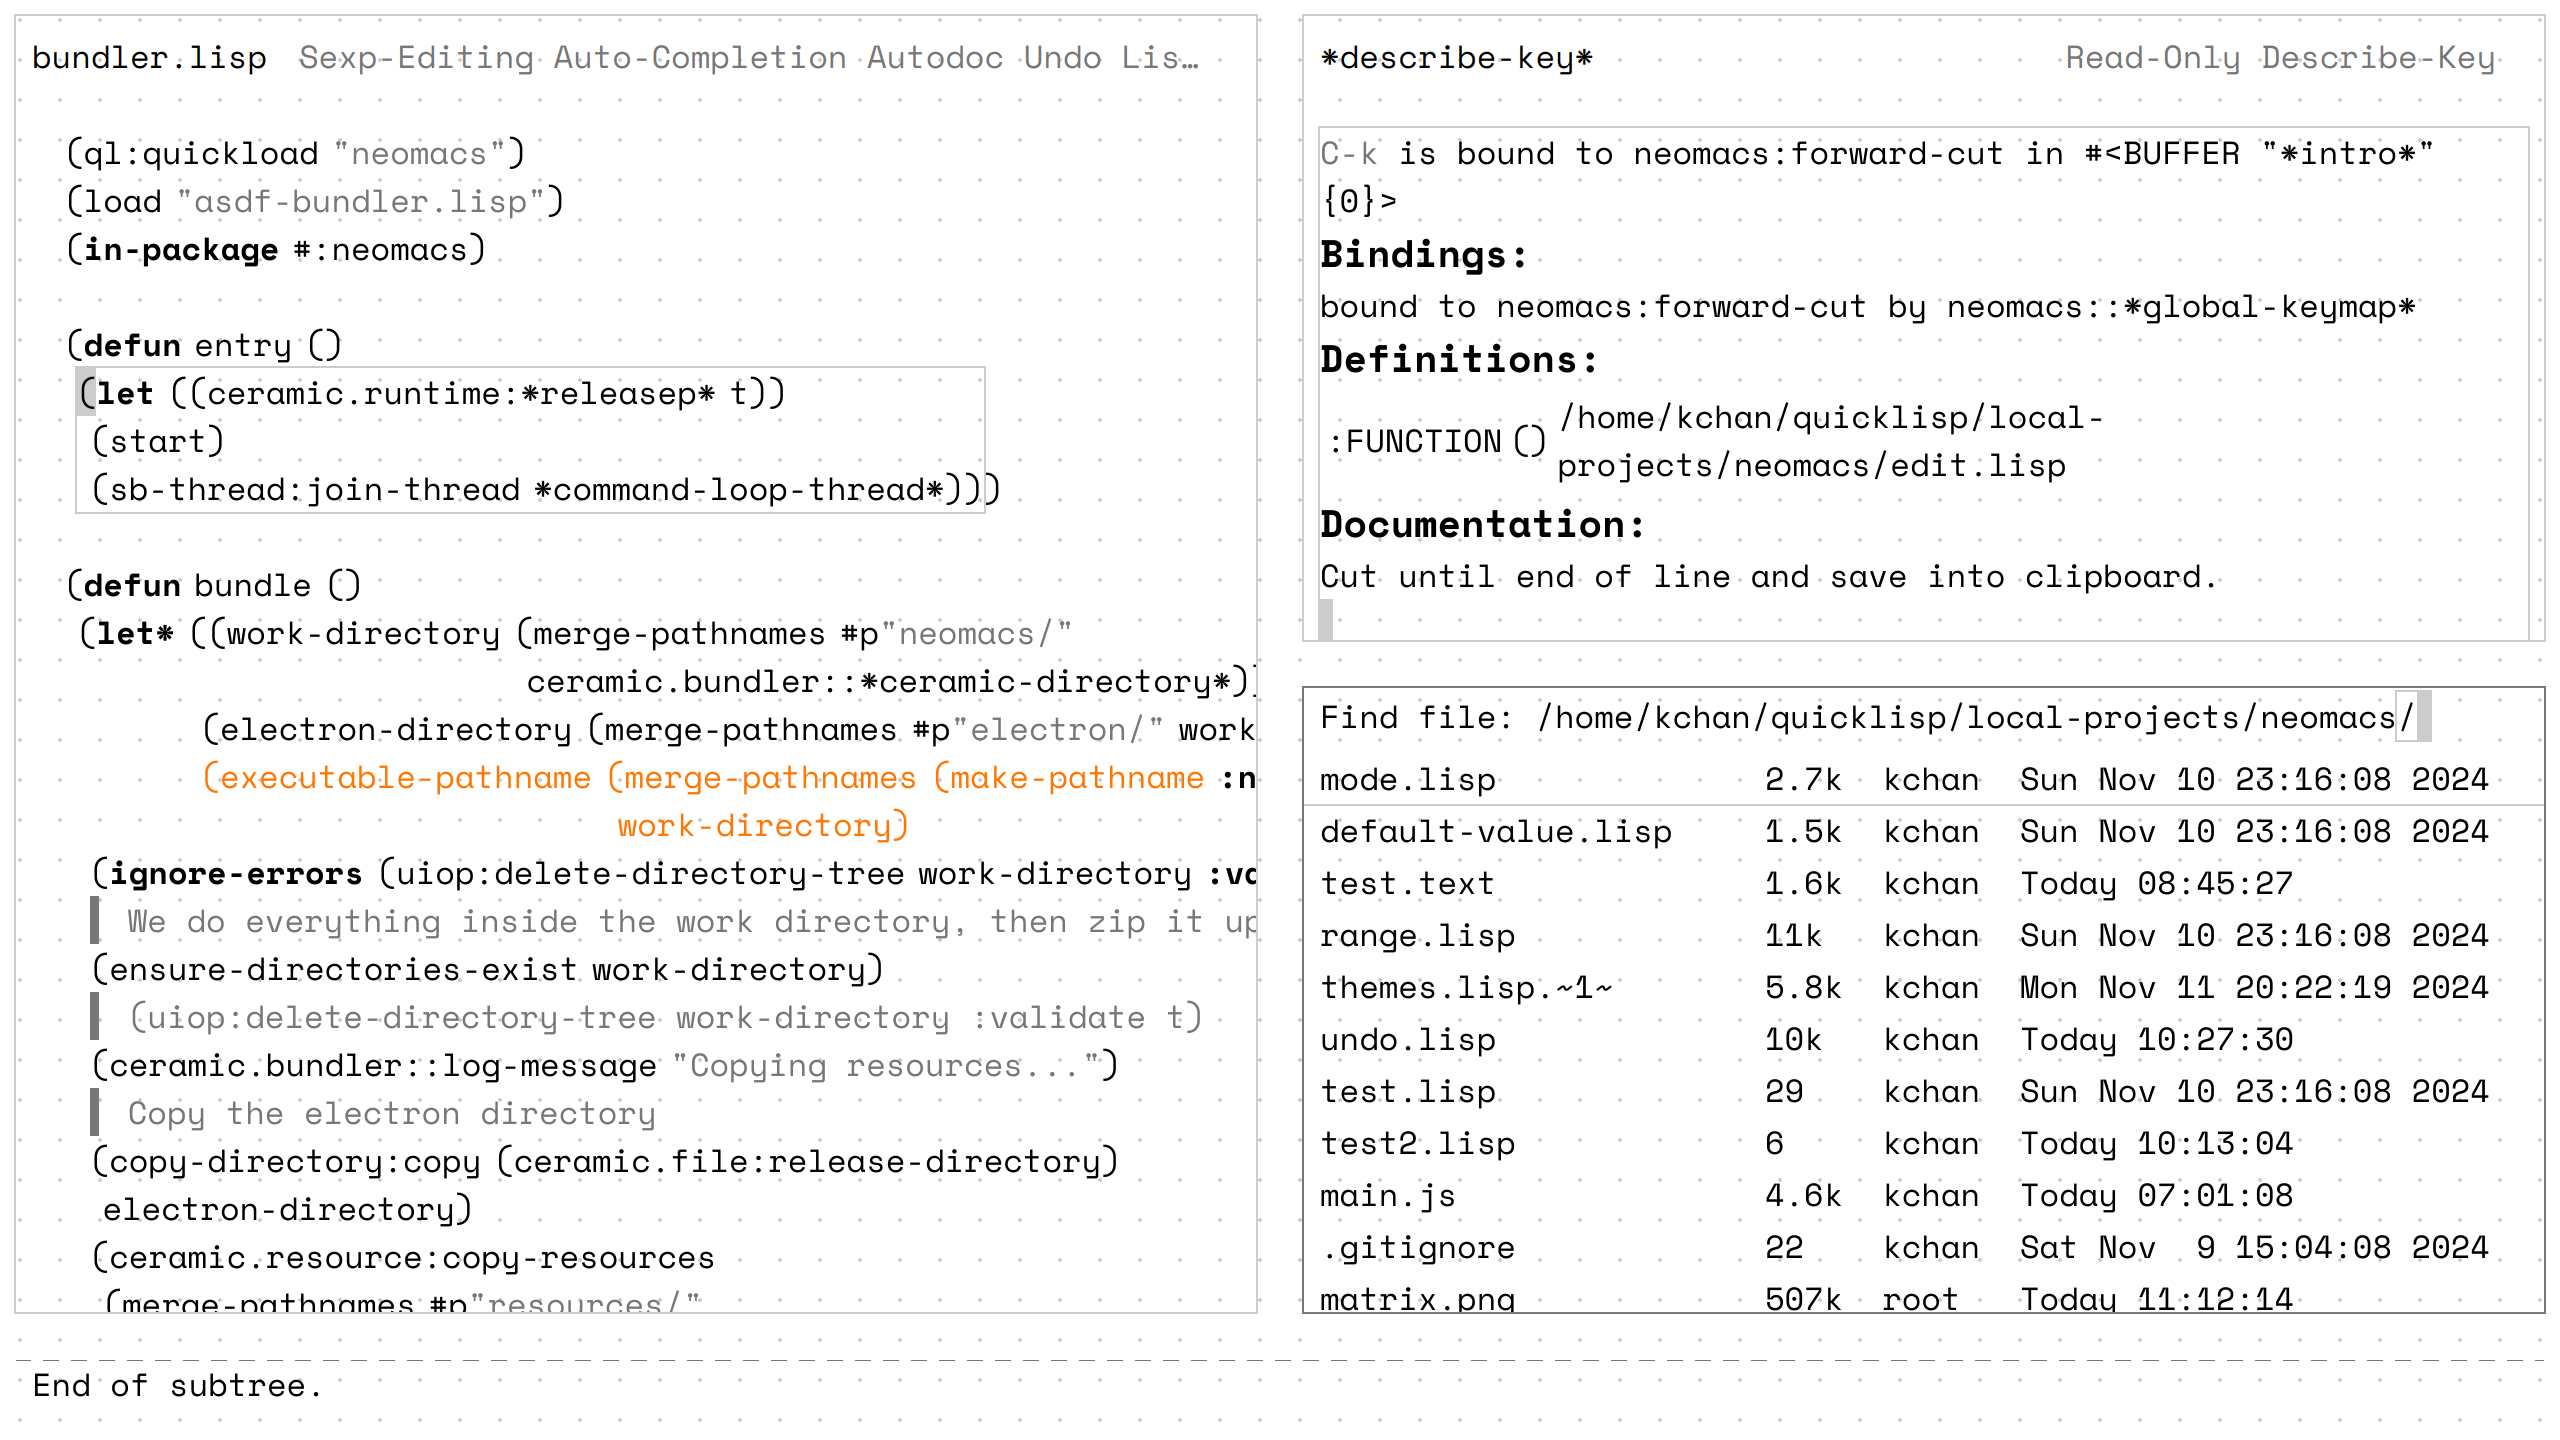 bundler.lisp Sexp-Editing Auto-Completion Autodoc Undo Lis…
(ql:quickload "neomacs")
(load "asdf-bundler.lisp")
(in-package #:neomacs)
(defun entry ()
(let ((ceramic.runtime:*releasep* t))
(start)
(sb-thread:join-thread *command-loop-thread*)))
(defun bundle ()
(let* ((work-directory (merge-pathnames #p"neomacs/"
ceramic.bundler::*ceramic-directory*))
(electron-directory (merge-pathnames #p"electron/" work
(executable-pathname (merge-pathnames (make-pathname :n
work-directory)
(ignore-errors (uiop:delete-directory-tree work-directory :va
We do everything inside the work directory, then zip it up
(ensure-directories-exist work-directory)
(uiop:delete-directory-tree work-directory :validate t)
(ceramic.bundler::log-message "Copying resources...")
Copy the electron directory
(copy-directory:copy (ceramic.file:release-directory)
electron-directory)
(ceramic.resource:copy-resources
(merge-pathnames #p"resources/"
*describe-key* Read-Only Describe-Key
C-k is bound to neomacs:forward-cut in #<BUFFER "*intro*"
{0}>
Bindings:
bound to neomacs:forward-cut by neomacs::*global-keymap*
Definitions:
:FUNCTION () /home/kchan/quicklisp/local-
projects/neomacs/edit.lisp
Documentation:
Cut until end of line and save into clipboard.
Find file: /home/kchan/quicklisp/local-projects/neomacs/
mode.lisp 2.7k kchan Sun Nov 10 23:16:08 2024
default-value.lisp 1.5k kchan Sun Nov 10 23:16:08 2024
test.text 1.6k kchan Today 08:45:27
range.lisp 11k kchan Sun Nov 10 23:16:08 2024
themes.lisp.~1~ 5.8k kchan Mon Nov 11 20:22:19 2024
undo.lisp 10k kchan Today 10:27:30
test.lisp 29 kchan Sun Nov 10 23:16:08 2024
test2.lisp 6 kchan Today 10:13:04
main.js 4.6k kchan Today 07:01:08
.gitignore 22 kchan Sat Nov  9 15:04:08 2024
matrix.png 507k root Today 11:12:14
End of subtree.